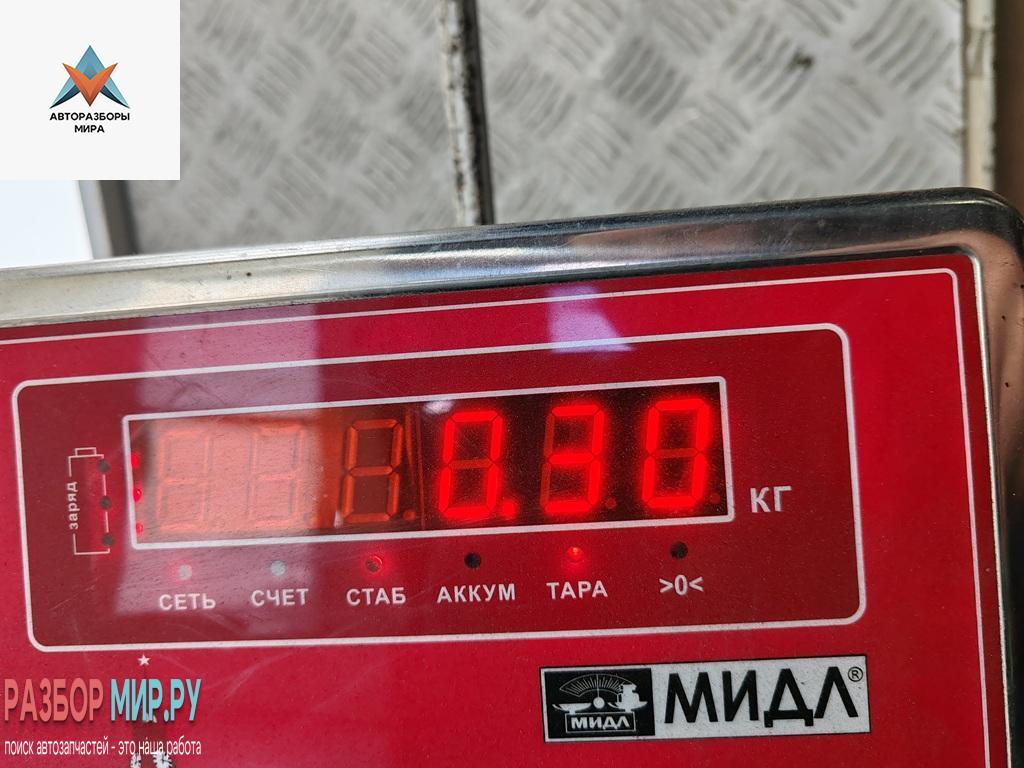 АВТОРАЗБОРЫ
МИРА
заряд
0.30
КГ
СЕТЬ СЧЕТ СТАБ АККУМ ТАРА >0<
МИДЛ МИДЛ®
РАЗБОР МИР.РУ
поиск автозапчастей - это наша работа